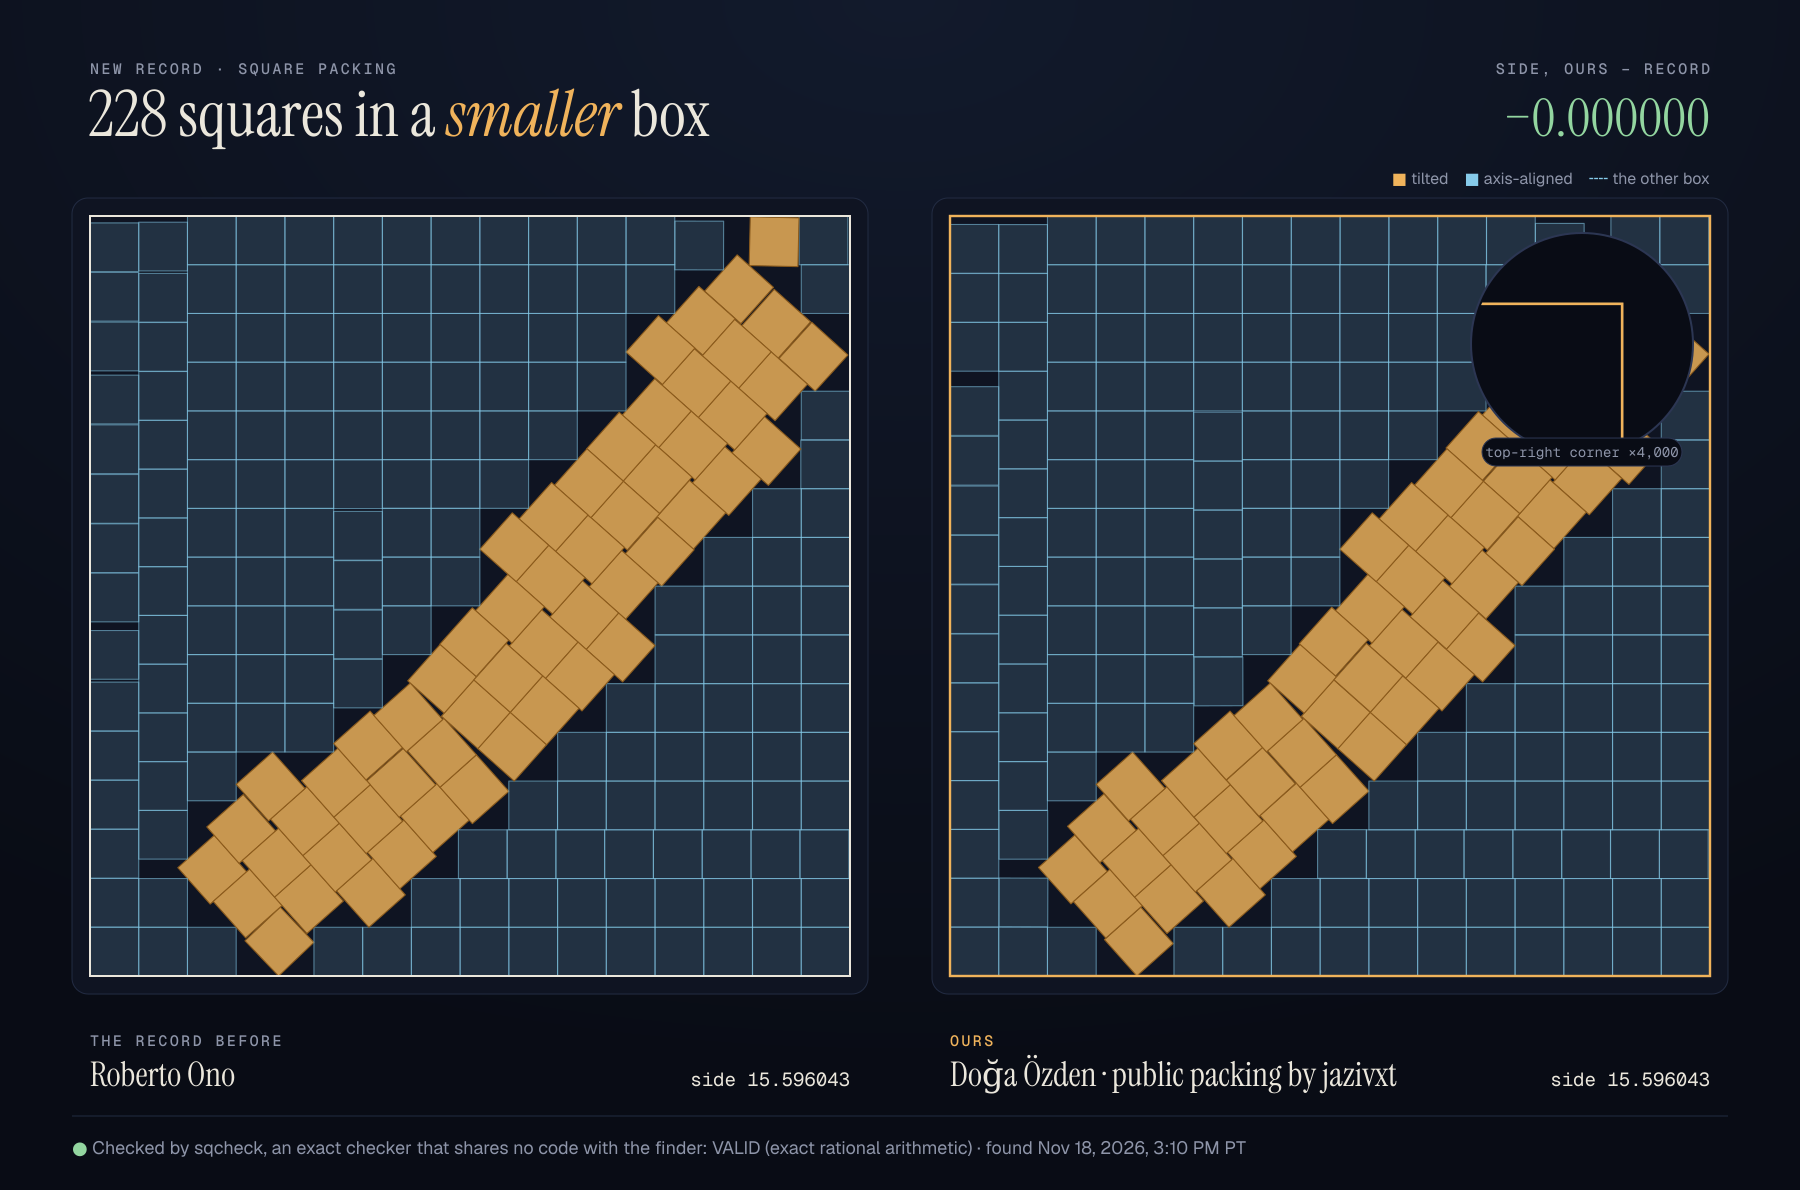 NEW RECORD · SQUARE PACKING
228 squares in a smaller box
SIDE, OURS – RECORD
−0.000000
tilted axis-aligned the other box
top-right corner ×4,000
THE RECORD BEFORE
Roberto Ono
side 15.596043
OURS
Doğa Özden · public packing by jazivxt
side 15.596043
Checked by sqcheck, an exact checker that shares no code with the finder: VALID (exact rational arithmetic) · found Nov 18, 2026, 3:10 PM PT